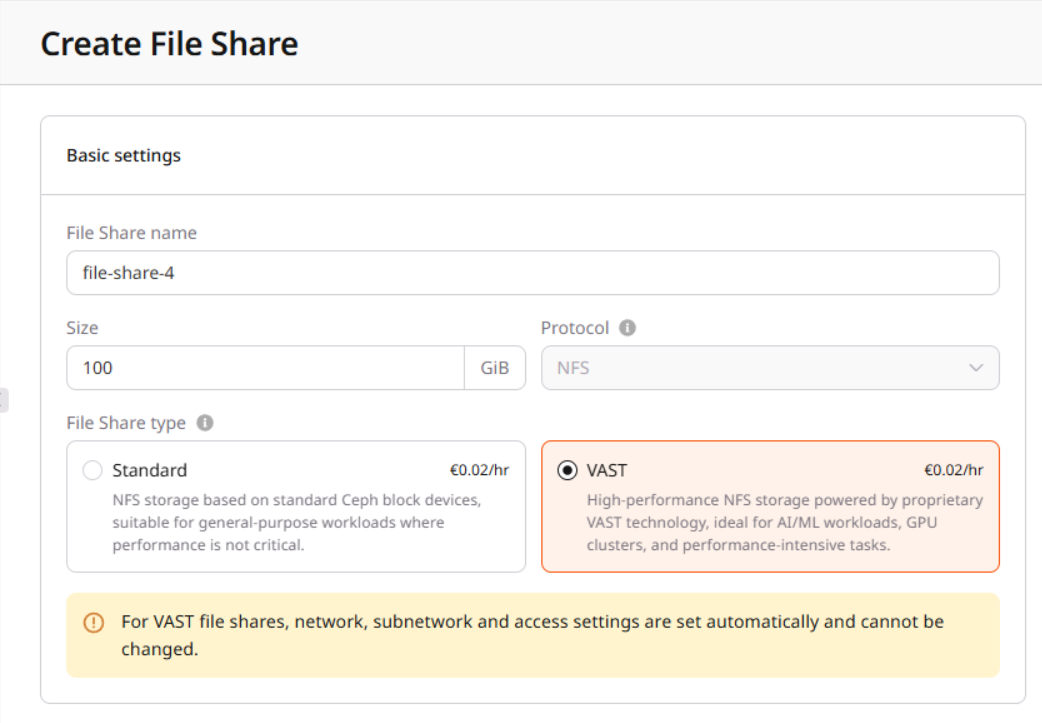 Create File Share
Basic settings
File Share name
file-share-4
Size
Protocol
100
GiB
NFS
File Share type
Standard
€0.02/hr
NFS storage based on standard Ceph block devices,
suitable for general-purpose workloads where
performance is not critical.
VAST
€0.02/hr
High-performance NFS storage powered by proprietary
VAST technology, ideal for AI/ML workloads, GPU
clusters, and performance-intensive tasks.
For VAST file shares, network, subnetwork and access settings are set automatically and cannot be
changed.